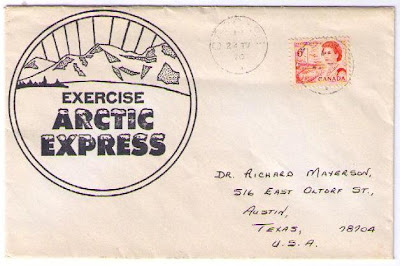 EXERCISE
ARCTIC
EXPRESS
6
CANADA
DR. RICHARD MAYERSON,
516 EAST OLTORF ST.,
AUSTIN,
TEXAS, 78704
U.S.A.